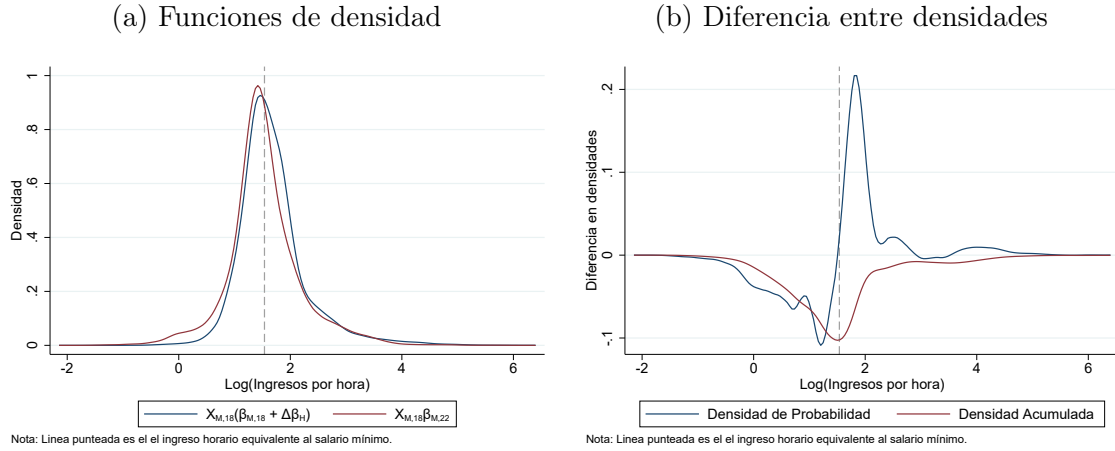 (a) Funciones de densidad
(b) Diferencia entre densidades
Densidad
1
.8
.6
.4
.2
0
-2 0 2 4 6
Log(Ingresos por hora)
X_{M,18}(β_{M,18} + Δβ_H) X_{M,18}β_{M,22}
Nota: Linea punteada es el el ingreso horario equivalente al salario mínimo.
Diferencia en densidades
.2
.1
0
-.1
-2 0 2 4 6
Log(Ingresos por hora)
Densidad de Probabilidad Densidad Acumulada
Nota: Linea punteada es el el ingreso horario equivalente al salario mínimo.